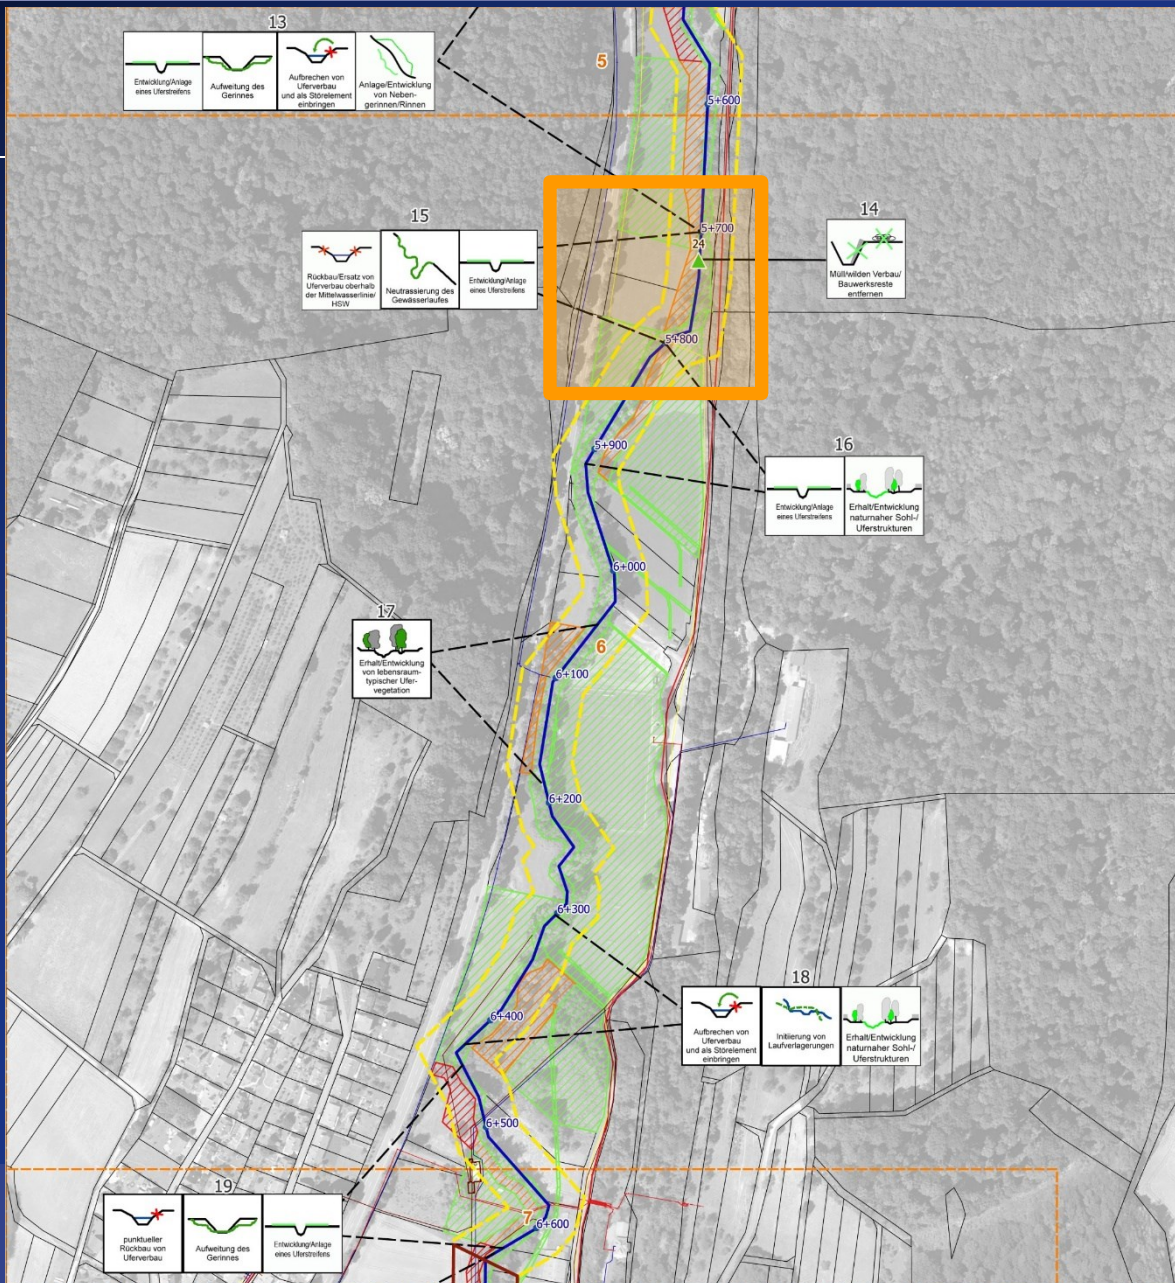 13
Entwicklung/Anlage
eines Uferstreifens
Aufweitung des
Gerinnes
Aufbrechen von
Uferverbau
und als Störelement
einbringen
Anlage/Entwicklung
von Neben-
gerinnen/Rinnen
5
5+600
15
Rückbau/Ersatz von
Uferverbau oberhalb
der Mittelwasserlinie/
HSW
Neutrassierung des
Gewässerlaufes
Entwicklung/Anlage
eines Uferstreifens
5+700
24
14
Müll/wilden Verbau/
Bauwerksreste
entfernen
5+800
5+900
16
Entwicklung/Anlage
eines Uferstreifens
Erhalt/Entwicklung
naturnaher Sohl-/
Uferstrukturen
6+000
17
Erhalt/Entwicklung
von lebensraum-
typischer Ufer-
vegetation
6
6+100
6+200
6+300
18
Aufbrechen von
Uferverbau
und als Störelement
einbringen
Initiierung von
Laufverlagerungen
Erhalt/Entwicklung
naturnaher Sohl-/
Uferstrukturen
6+400
6+500
19
punktueller
Rückbau von
Uferverbau
Aufweitung des
Gerinnes
Entwicklung/Anlage
eines Uferstreifens
7
6+600